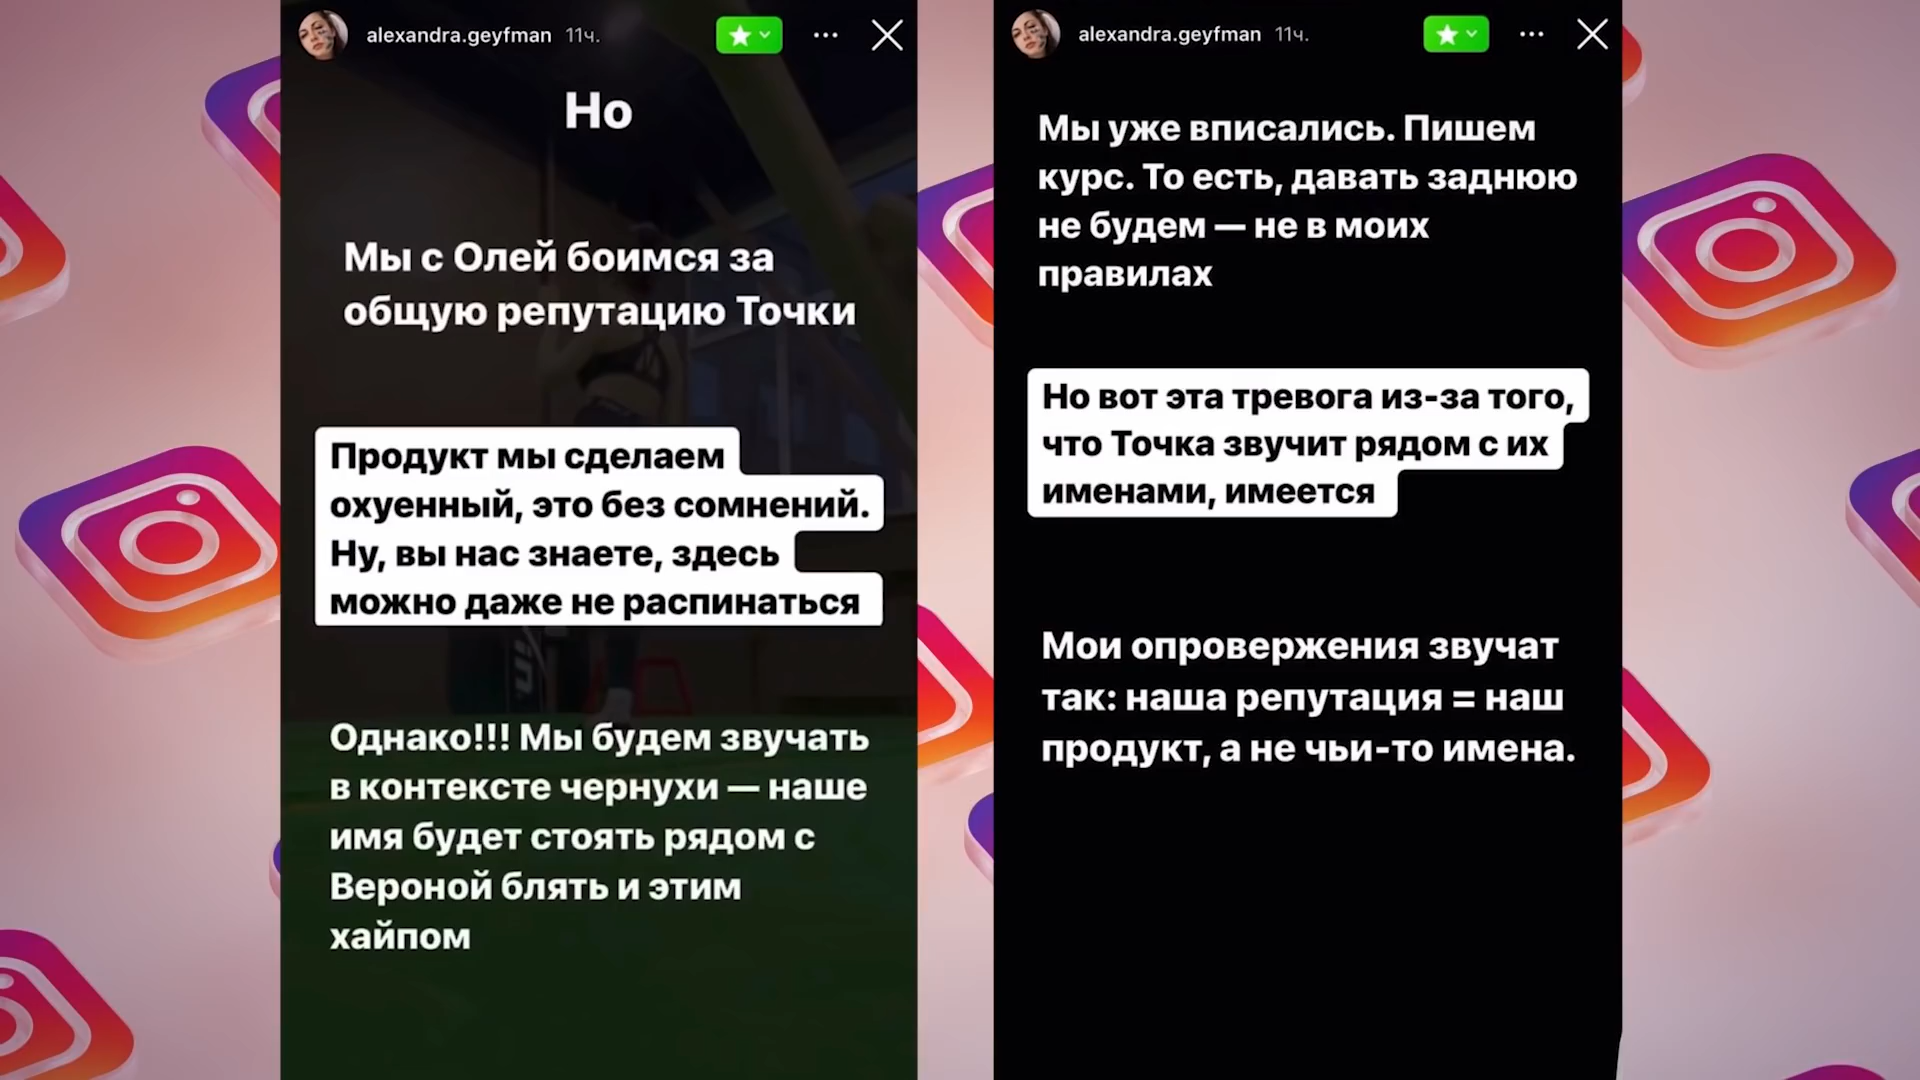 alexandra.geyfman 11ч.
Но
Мы с Олей боимся за
общую репутацию Точки
Продукт мы сделаем
охуенный, это без сомнений.
Ну, вы нас знаете, здесь
можно даже не распинаться
Однако!!! Мы будем звучать
в контексте чернухи — наше
имя будет стоять рядом с
Вероной блять и этим
хайпом
alexandra.geyfman 11ч.
Мы уже вписались. Пишем
курс. То есть, давать заднюю
не будем — не в моих
правилах
Но вот эта тревога из-за того,
что Точка звучит рядом с их
именами, имеется
Мои опровержения звучат
так: наша репутация = наш
продукт, а не чьи-то имена.